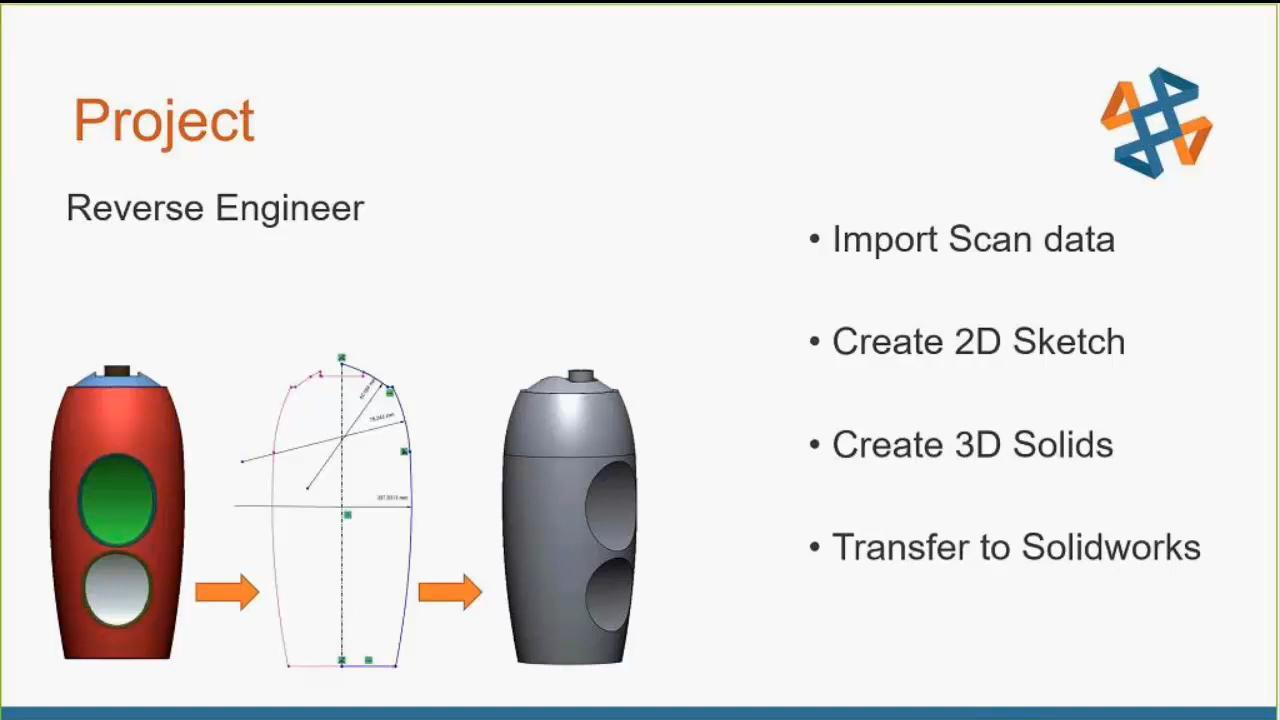 Project
Reverse Engineer
• Import Scan data
• Create 2D Sketch
• Create 3D Solids
• Transfer to Solidworks